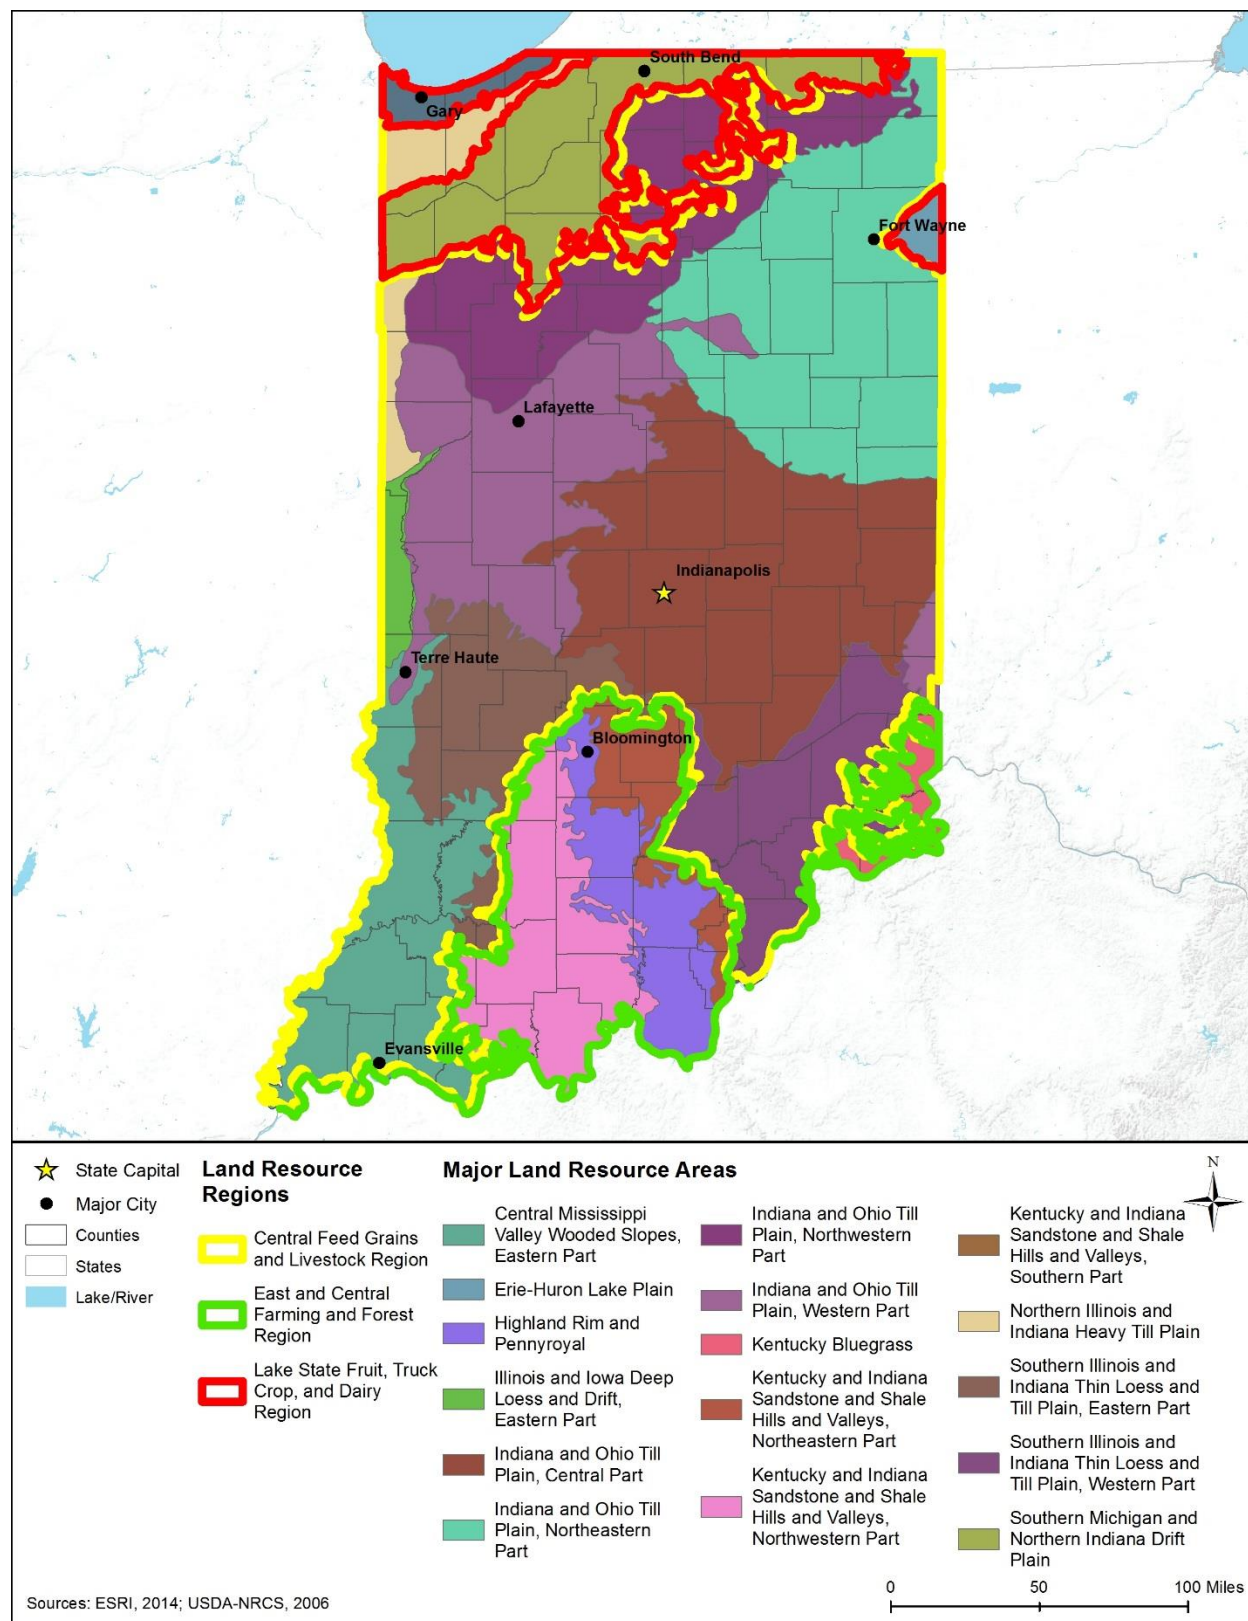 South Bend
Gary
Fort Wayne
Lafayette
Indianapolis
Terre Haute
Bloomington
Evansville
State Capital
Major City
Counties
States
Lake/River
Land Resource
Regions
Central Feed Grains
and Livestock Region
East and Central
Farming and Forest
Region
Lake State Fruit, Truck
Crop, and Dairy
Region
Major Land Resource Areas
Central Mississippi
Valley Wooded Slopes,
Eastern Part
Erie-Huron Lake Plain
Highland Rim and
Pennyroyal
Illinois and Iowa Deep
Loess and Drift,
Eastern Part
Indiana and Ohio Till
Plain, Central Part
Indiana and Ohio Till
Plain, Northeastern
Part
Indiana and Ohio Till
Plain, Northwestern
Part
Indiana and Ohio Till
Plain, Western Part
Kentucky Bluegrass
Kentucky and Indiana
Sandstone and Shale
Hills and Valleys,
Northeastern Part
Kentucky and Indiana
Sandstone and Shale
Hills and Valleys,
Northwestern Part
Kentucky and Indiana
Sandstone and Shale
Hills and Valleys,
Southern Part
Northern Illinois and
Indiana Heavy Till Plain
Southern Illinois and
Indiana Thin Loess and
Till Plain, Eastern Part
Southern Illinois and
Indiana Thin Loess and
Till Plain, Western Part
Southern Michigan and
Northern Indiana Drift
Plain
N
0 50 100 Miles
Sources: ESRI, 2014; USDA-NRCS, 2006